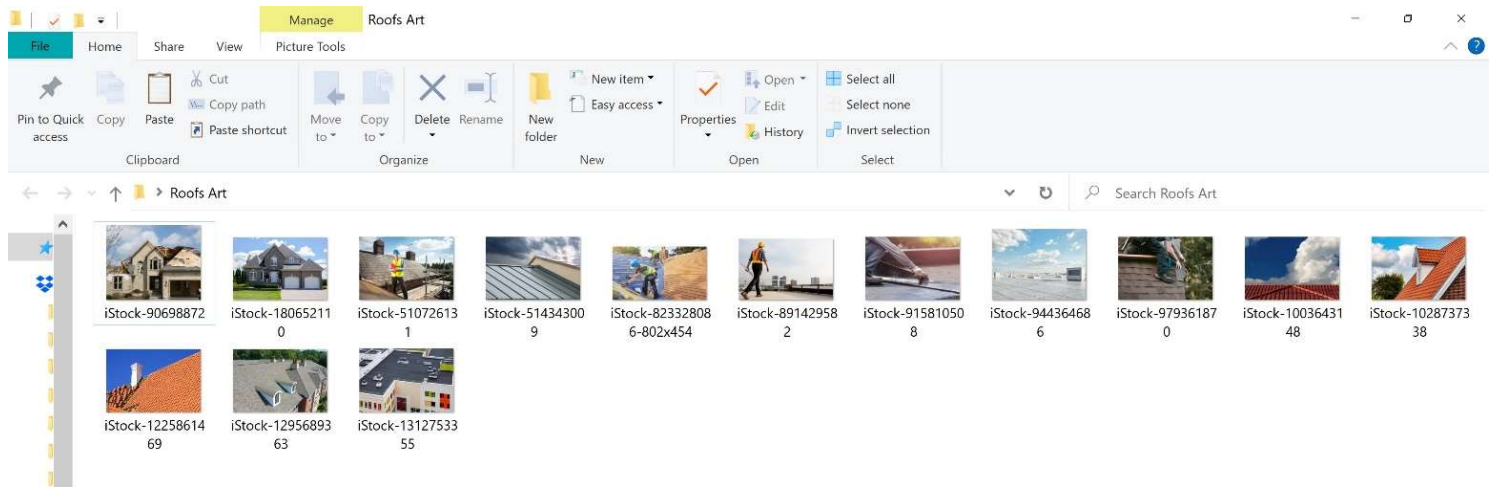 Manage Roofs Art
File Home Share View Picture Tools
Pin to Quick access
Copy
Paste
Cut
Copy path
Paste shortcut
Move to
Copy to
Delete
Rename
New folder
New item
Easy access
Properties
Open
Edit
History
Select all
Select none
Invert selection
Clipboard Organize New Open Select
Roofs Art Search Roofs Art
iStock-90698872
iStock-18065211
0
iStock-51072613
1
iStock-51434300
9
iStock-82332808
6-802x454
iStock-89142958
2
iStock-91581050
8
iStock-94436468
6
iStock-97936187
0
iStock-10036431
48
iStock-10287373
38
iStock-12258614
69
iStock-12956893
63
iStock-13127533
55